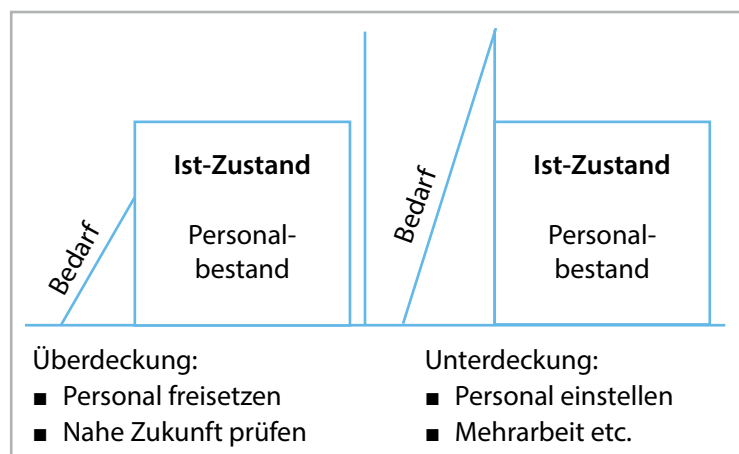 Bedarf
Ist-Zustand
Personal-
bestand
Bedarf
Ist-Zustand
Personal-
bestand
Überdeckung:
■ Personal freisetzen
■ Nahe Zukunft prüfen
Unterdeckung:
■ Personal einstellen
■ Mehrarbeit etc.